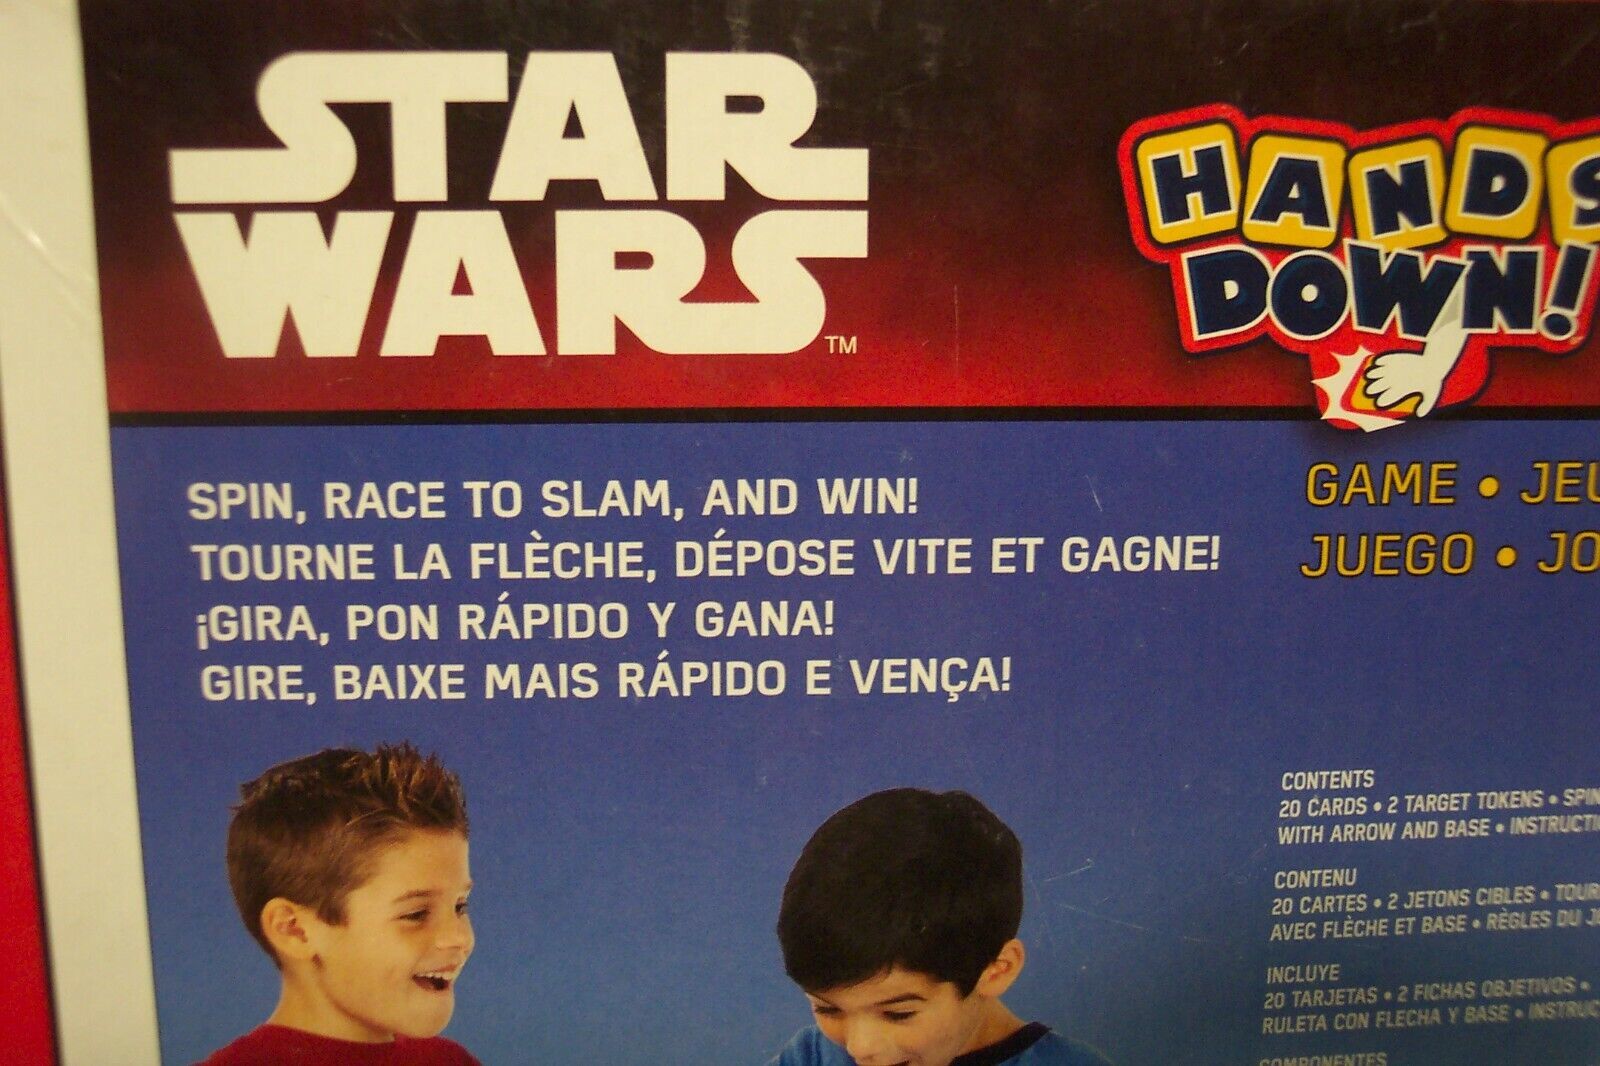 STAR
WARS™
HANDS
DOWN!
SPIN, RACE TO SLAM, AND WIN!
TOURNE LA FLÈCHE, DÉPOSE VITE ET GAGNE!
¡GIRA, PON RÁPIDO Y GANA!
GIRE, BAIXE MAIS RÁPIDO E VENÇA!
GAME • JEU
JUEGO • JO
CONTENTS
20 CARDS • 2 TARGET TOKENS • SPIN
WITH ARROW AND BASE • INSTRUCTI
CONTENU
20 CARTES • 2 JETONS CIBLES • TOUR
AVEC FLÈCHE ET BASE • RÈGLES DU J
INCLUYE
20 TARJETAS • 2 FICHAS OBJETIVOS •
RULETA CON FLECHA Y BASE • INSTRUC
COMPONENTES